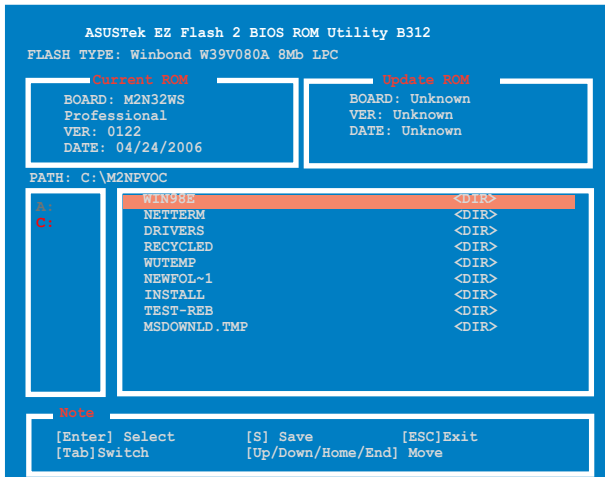 ASUSTek EZ Flash 2 BIOS ROM Utility B312
FLASH TYPE: Winbond W39V080A 8Mb LPC
Current ROM
BOARD: M2N32WS
Professional
VER: 0122
DATE: 04/24/2006
Update ROM
BOARD: Unknown
VER: Unknown
DATE: Unknown
PATH: C:\M2NPVOC
A:
C:
WIN98E <DIR>
NETTERM <DIR>
DRIVERS <DIR>
RECYCLED <DIR>
WUTEMP <DIR>
NEWFOL~1 <DIR>
INSTALL <DIR>
TEST-REB <DIR>
MSDOWNLD.TMP <DIR>
Note
[Enter] Select [S] Save [ESC]Exit
[Tab]Switch [Up/Down/Home/End] Move